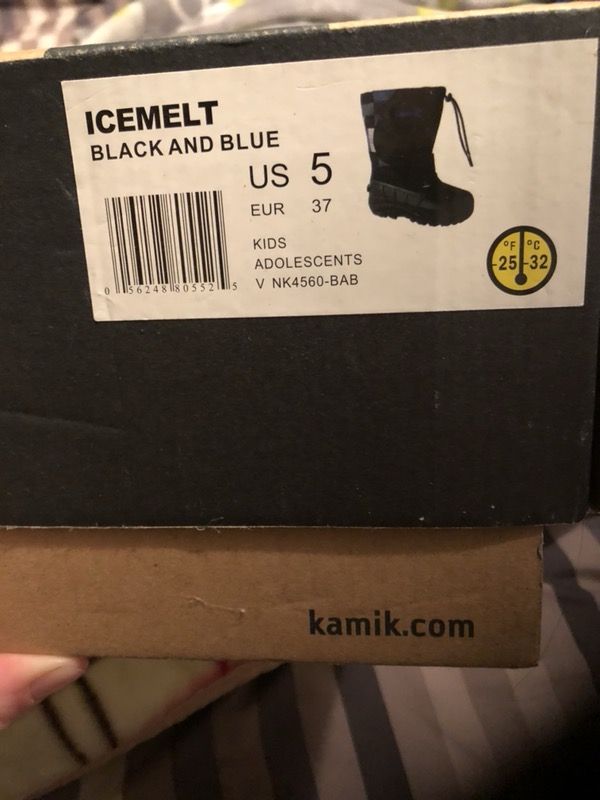 ICEMELT
BLACK AND BLUE
US 5
EUR 37
KIDS
ADOLESCENTS
V NK4560-BAB
0 56248 80552 5
°F °C
-25 -32
kamik.com